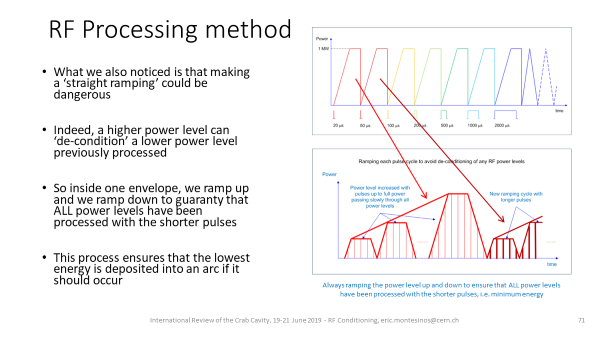 RF Processing method
• What we also noticed is that making
a ‘straight ramping’ could be
dangerous
• Indeed, a higher power level can
‘de-condition’ a lower power level
previously processed
• So inside one envelope, we ramp up
and we ramp down to guaranty that
ALL power levels have been
processed with the shorter pulses
• This process ensures that the lowest
energy is deposited into an arc if it
should occur
Power
1 MW
time
20 µs 50 µs 100 µs 200 µs 500 µs 1000 µs 2000 µs
Ramping each pulse cycle to avoid de-conditioning of any RF power levels
Power
Power level increased with
pulses up to full power
passing slowly through all
power levels
New ramping cycle with
longer pulses
time
Always ramping the power level up and down to ensure that ALL power levels
have been processed with the shorter pulses, i.e. minimum energy
International Review of the Crab Cavity, 19-21 June 2019 - RF Conditioning, eric.montesinos@cern.ch
71